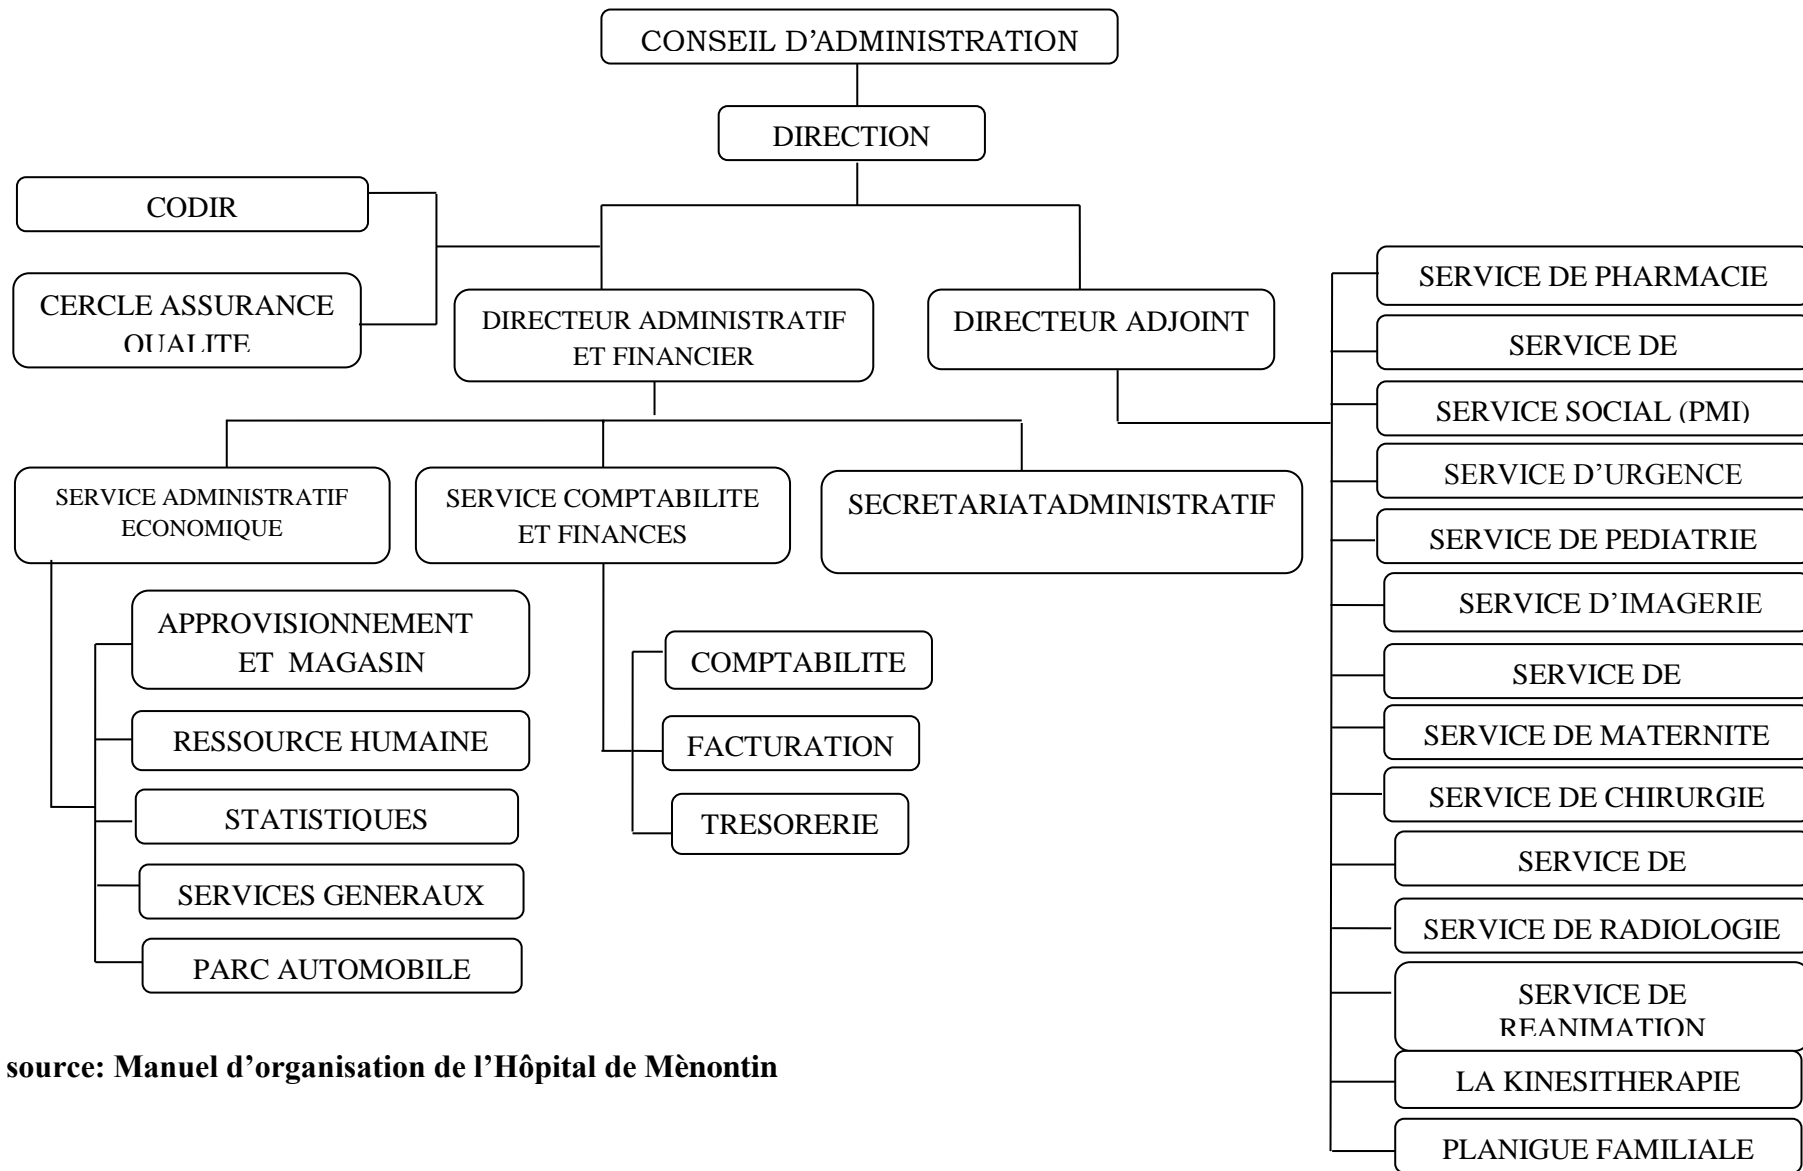 CONSEIL D’ADMINISTRATION
DIRECTION
CODIR
CERCLE ASSURANCE
QUALITE
DIRECTEUR ADMINISTRATIF
ET FINANCIER
DIRECTEUR ADJOINT
SERVICE ADMINISTRATIF
ECONOMIQUE
SERVICE COMPTABILITE
ET FINANCES
SECRETARIATADMINISTRATIF
APPROVISIONNEMENT
ET MAGASIN
RESSOURCE HUMAINE
STATISTIQUES
SERVICES GENERAUX
PARC AUTOMOBILE
COMPTABILITE
FACTURATION
TRESORERIE
SERVICE DE PHARMACIE
SERVICE DE
SERVICE SOCIAL (PMI)
SERVICE D’URGENCE
SERVICE DE PEDIATRIE
SERVICE D’IMAGERIE
SERVICE DE
SERVICE DE MATERNITE
SERVICE DE CHIRURGIE
SERVICE DE
SERVICE DE RADIOLOGIE
SERVICE DE
REANIMATION
LA KINESITHERAPIE
PLANIGUE FAMILIALE
source: Manuel d’organisation de l’Hôpital de Mènontin